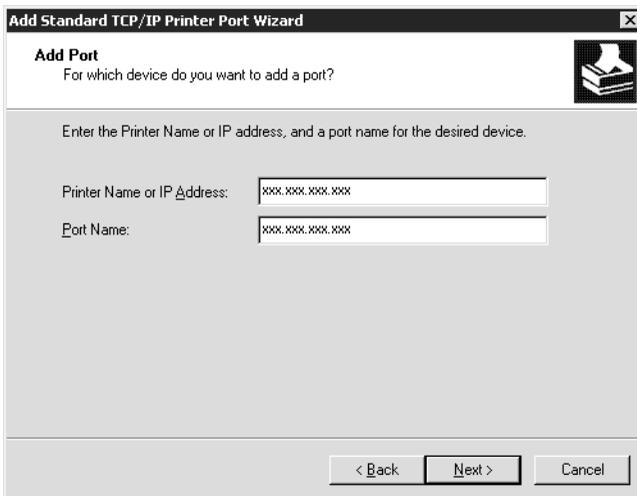 Add Standard TCP/IP Printer Port Wizard
Add Port
For which device do you want to add a port?
Enter the Printer Name or IP address, and a port name for the desired device.
Printer Name or IP Address: xxx.xxx.xxx.xxx
Port Name: xxx.xxx.xxx.xxx
< Back Next > Cancel